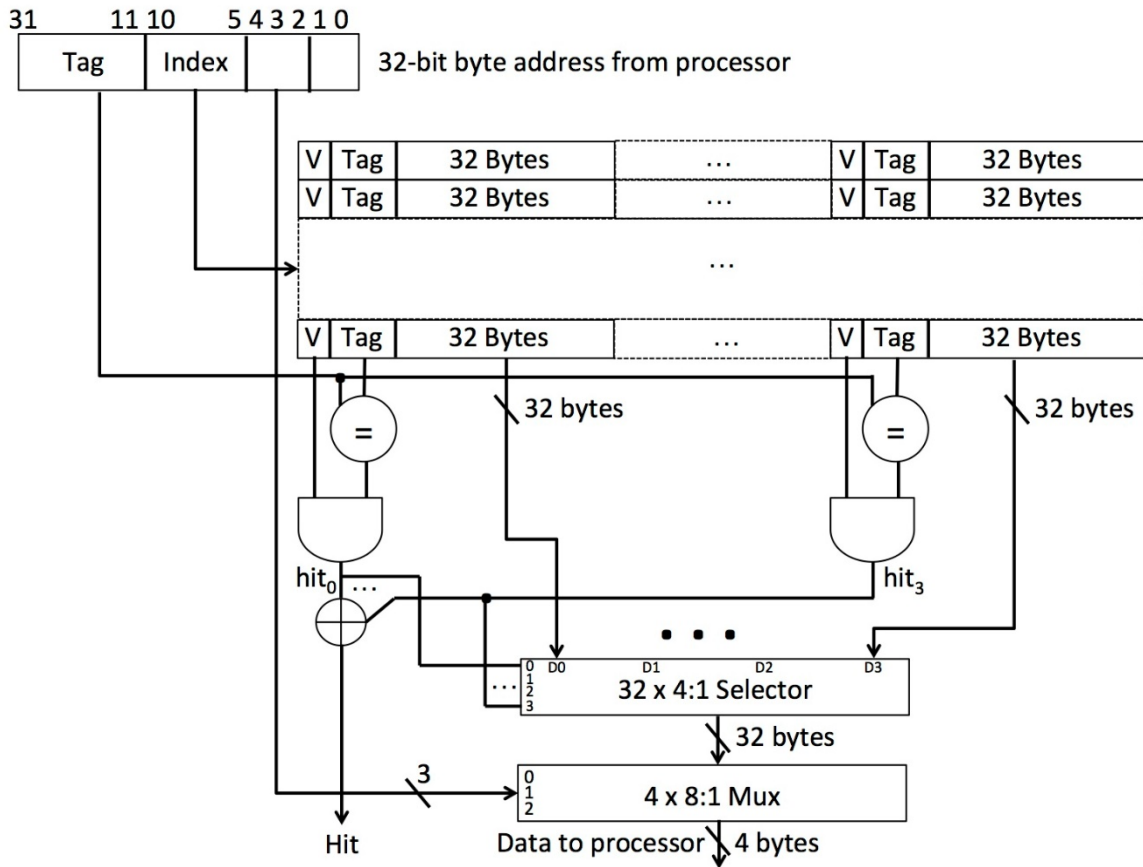 31 11 10 5 4 3 2 1 0
Tag Index 32-bit byte address from processor
V Tag 32 Bytes ... V Tag 32 Bytes
V Tag 32 Bytes ... V Tag 32 Bytes
...
V Tag 32 Bytes ... V Tag 32 Bytes
32 bytes 32 bytes
= =
hit0 ... hit3
...
0 D0 D1 D2 D3
1
... 32 x 4:1 Selector
2
3
32 bytes
3
0
1 4 x 8:1 Mux
2
Hit Data to processor 4 bytes